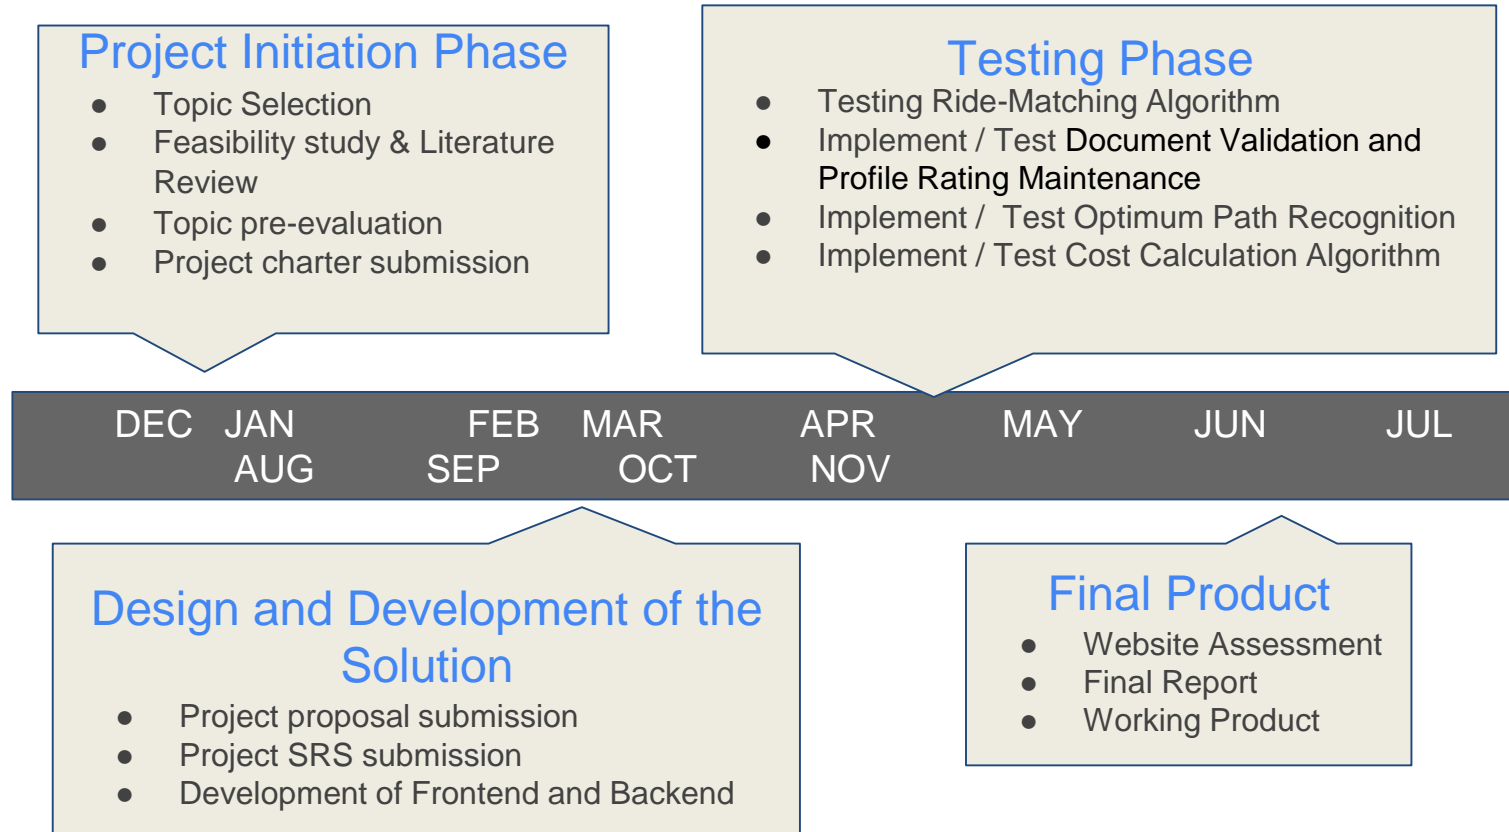 Project Initiation Phase
● Topic Selection
● Feasibility study & Literature
Review
● Topic pre-evaluation
● Project charter submission
Testing Phase
● Testing Ride-Matching Algorithm
● Implement / Test Document Validation and
Profile Rating Maintenance
● Implement / Test Optimum Path Recognition
● Implement / Test Cost Calculation Algorithm
DEC JAN FEB MAR APR MAY JUN JUL
AUG SEP OCT NOV
Design and Development of the
Solution
● Project proposal submission
● Project SRS submission
● Development of Frontend and Backend
Final Product
● Website Assessment
● Final Report
● Working Product